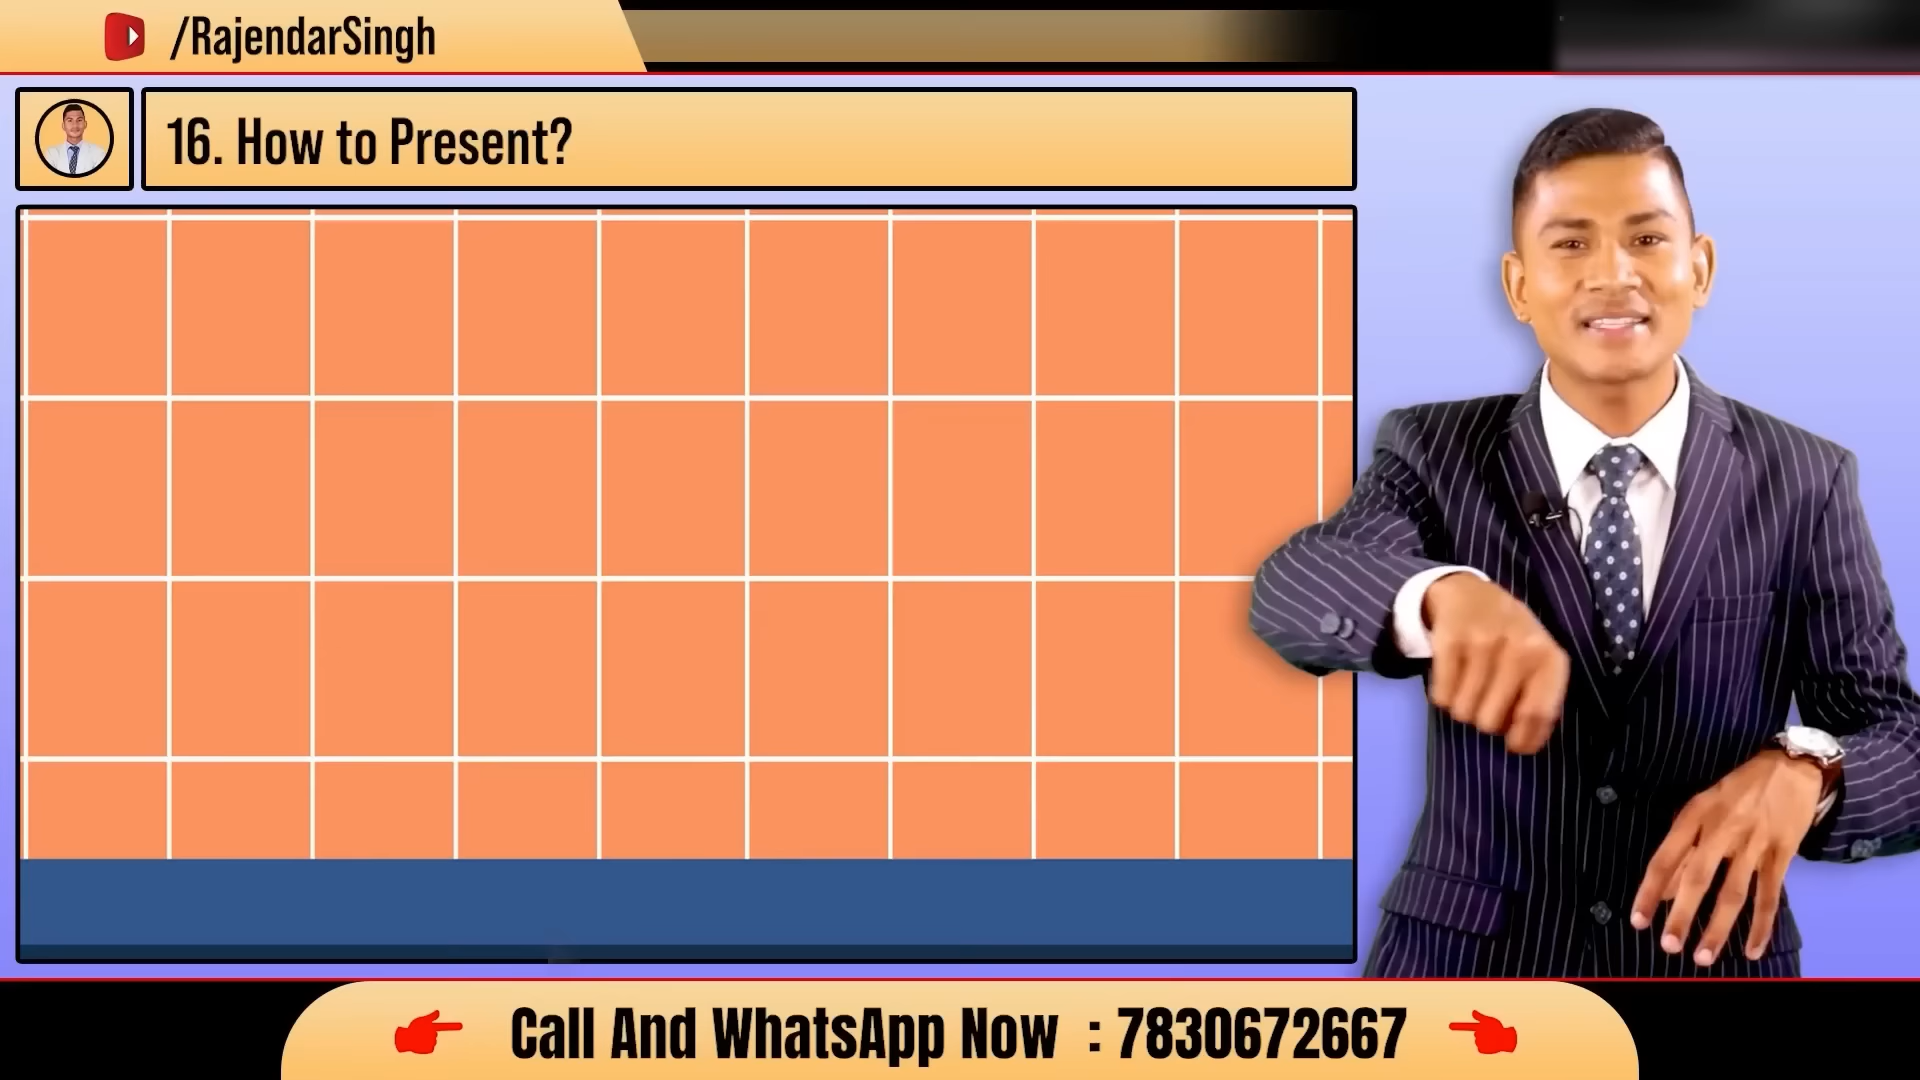 /RajendarSingh
16. How to Present?
Call And WhatsApp Now : 7830672667